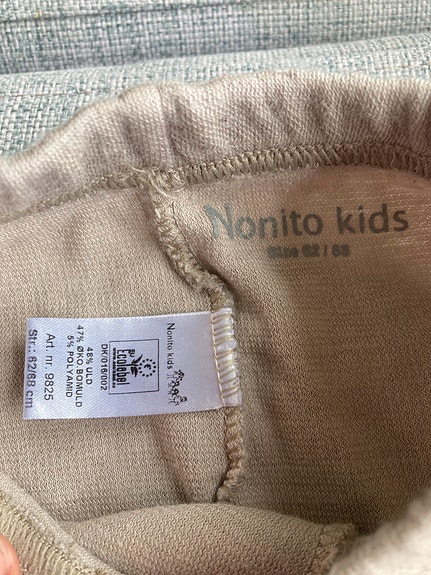 Nonito kids
Size 62 / 68
Nonito kids
EU
Ecolabel
DK/016/002
48% ULD
47% ØKO.BOMULD
5% POLYAMID
Art. nr. 9825
Str.: 62/68 cm